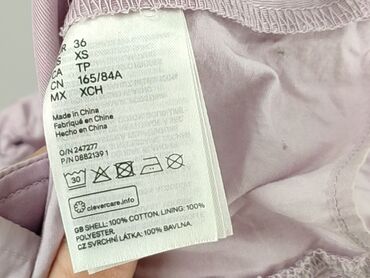 R 36
S XS
CA TP
CN 165/84A
MX XCH
Made in China
Fabriqué en Chine
Hecho en China
O/N 247277
P/N 0882139 1
30
clevercare.info
GB SHELL: 100% COTTON. LINING: 100%
POLYESTER.
CZ SVRCHNÍ LÁTKA: 100% BAVLNA.